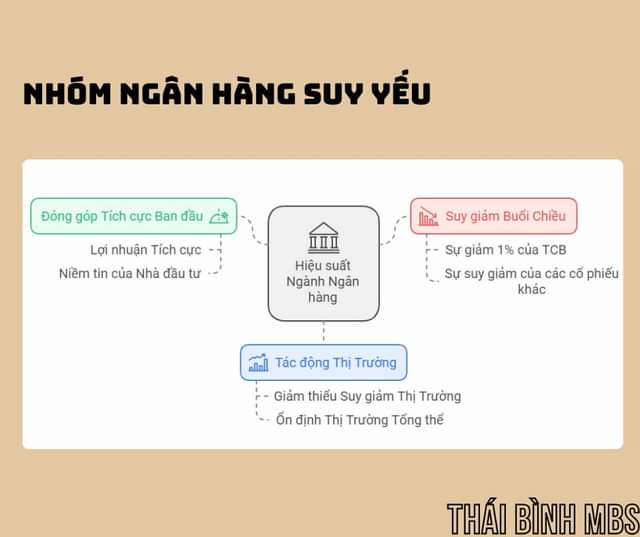 NHÓM NGÂN HÀNG SUY YẾU
Đóng góp Tích cực Ban đầu
Lợi nhuận Tích cực
Niềm tin của Nhà đầu tư
Hiệu suất
Ngành Ngân
hàng
Suy giảm Buổi Chiều
Sự giảm 1% của TCB
Sự suy giảm của các cổ phiếu
khác
Tác động Thị Trường
Giảm thiểu Suy giảm Thị Trường
Ổn định Thị Trường Tổng thể
THÁI BÌNH MBS